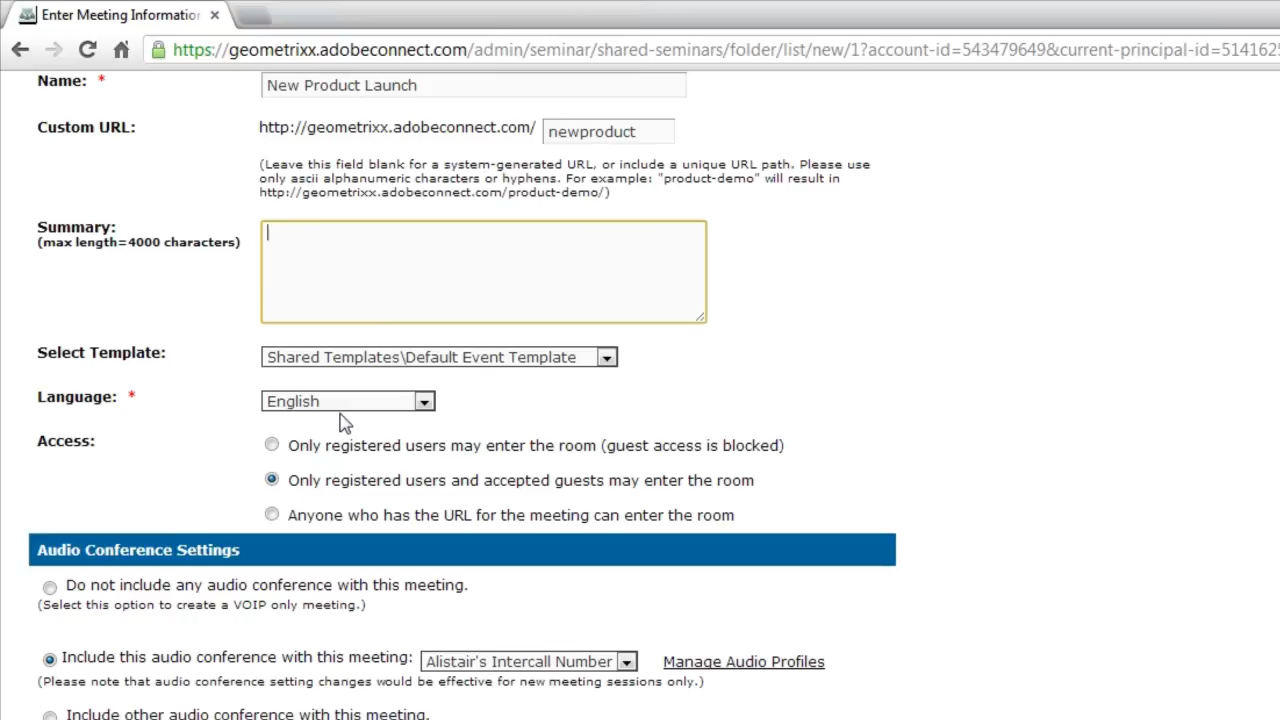 Enter Meeting Information
https://geometrixx.adobeconnect.com/admin/seminar/shared-seminars/folder/list/new/1?account-id=543479649&current-principal-id=5141625
Name: *
New Product Launch
Custom URL:
http://geometrixx.adobeconnect.com/
newproduct
(Leave this field blank for a system-generated URL, or include a unique URL path. Please use
only ascii alphanumeric characters or hyphens. For example: "product-demo" will result in
http://geometrixx.adobeconnect.com/product-demo/)
Summary:
(max length=4000 characters)
Select Template:
Shared Templates\Default Event Template
Language: *
English
Access:
Only registered users may enter the room (guest access is blocked)
Only registered users and accepted guests may enter the room
Anyone who has the URL for the meeting can enter the room
Audio Conference Settings
Do not include any audio conference with this meeting.
(Select this option to create a VOIP only meeting.)
Include this audio conference with this meeting: Alistair's Intercall Number Manage Audio Profiles
(Please note that audio conference setting changes would be effective for new meeting sessions only.)
Include other audio conference with this meeting.